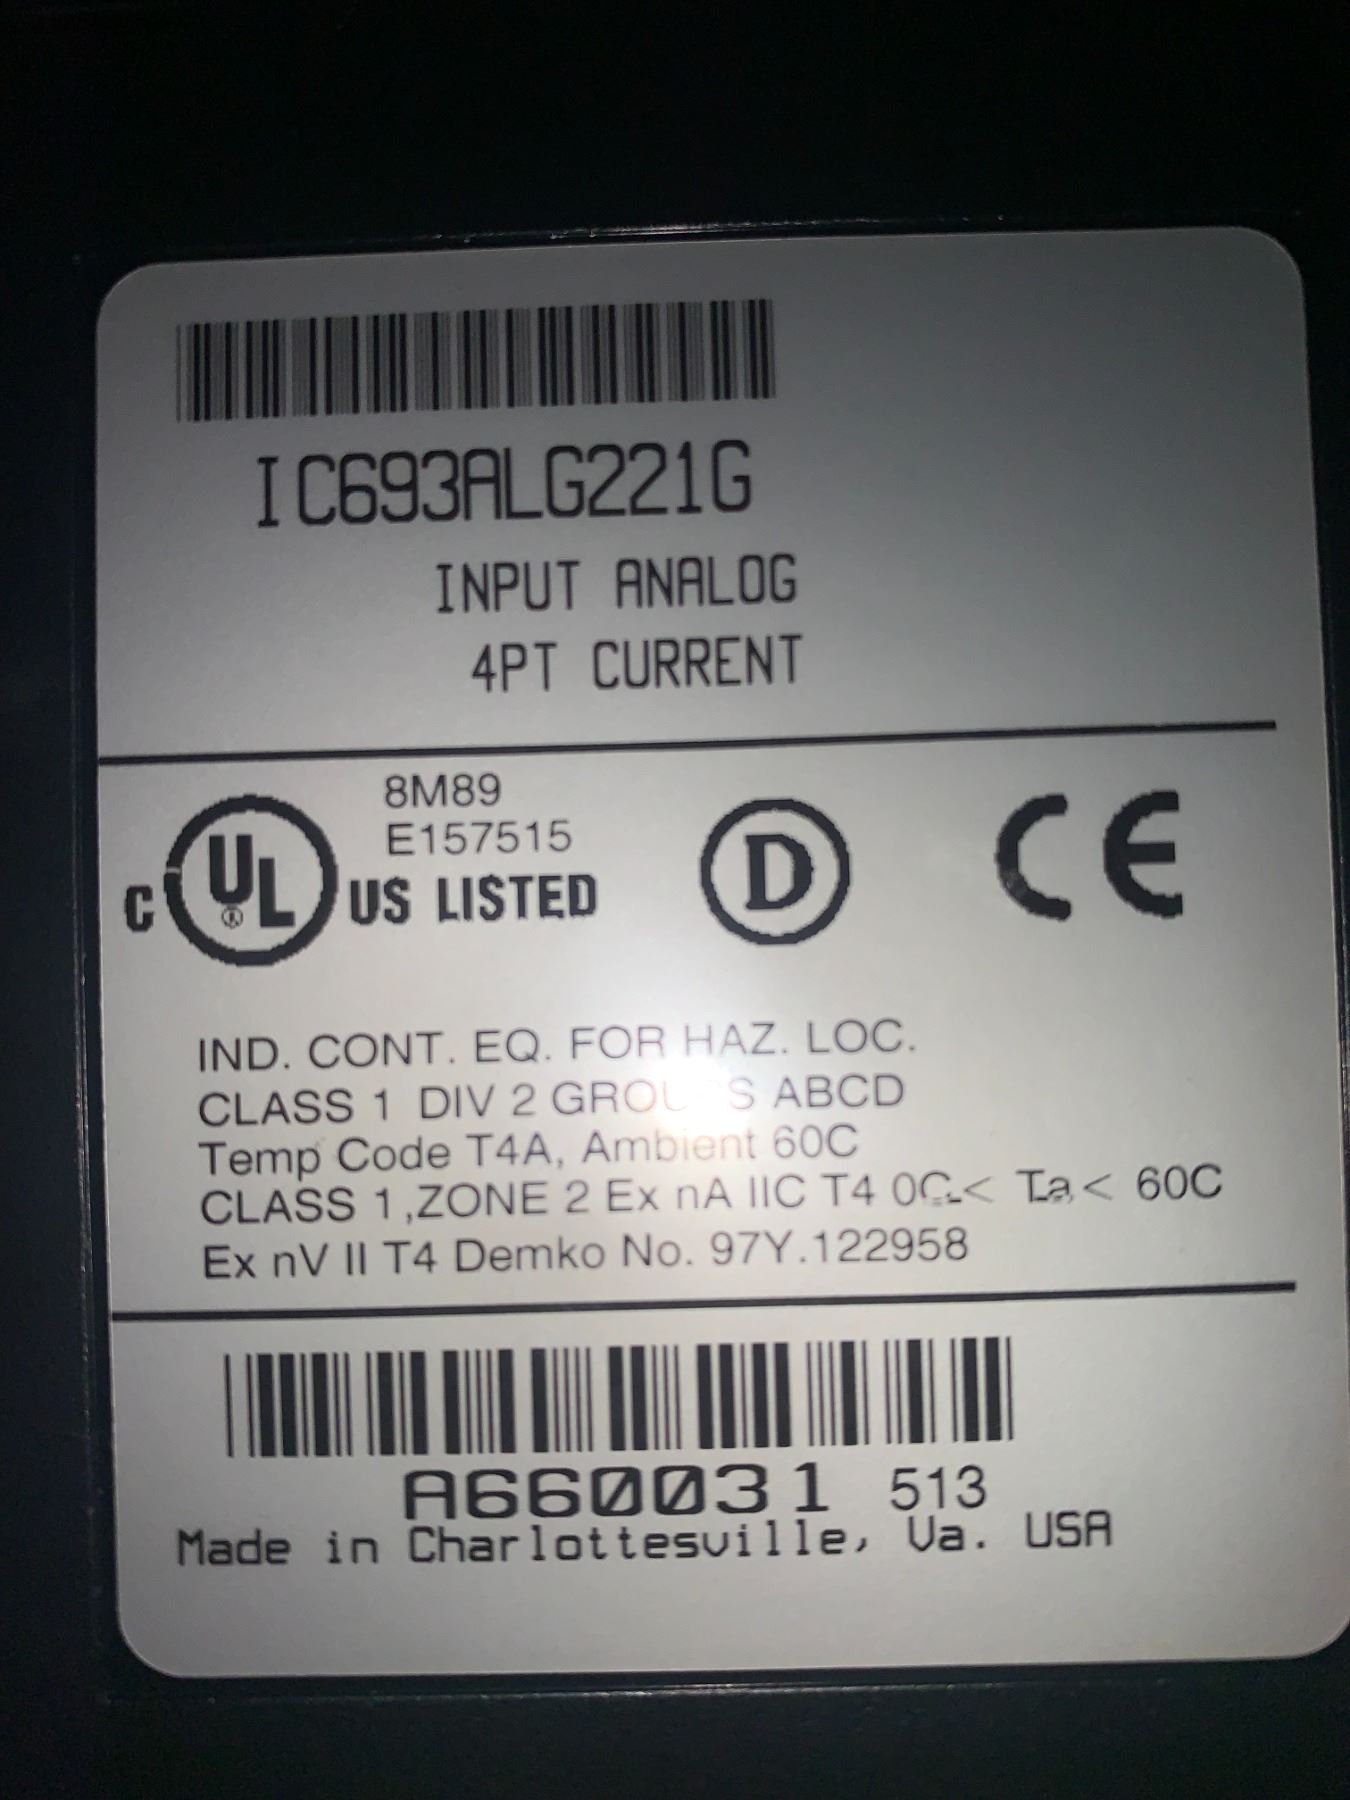 IC693ALG221G
INPUT ANALOG
4PT CURRENT
8M89
E157515
C UL ® US LISTED
D
CE
IND. CONT. EQ. FOR HAZ. LOC.
CLASS 1 DIV 2 GROUPS ABCD
Temp Code T4A, Ambient 60C
CLASS 1,ZONE 2 Ex nA IIC T4 0C < Ta < 60C
Ex nV II T4 Demko No. 97Y.122958
A660031 513
Made in Charlottesville, Va. USA